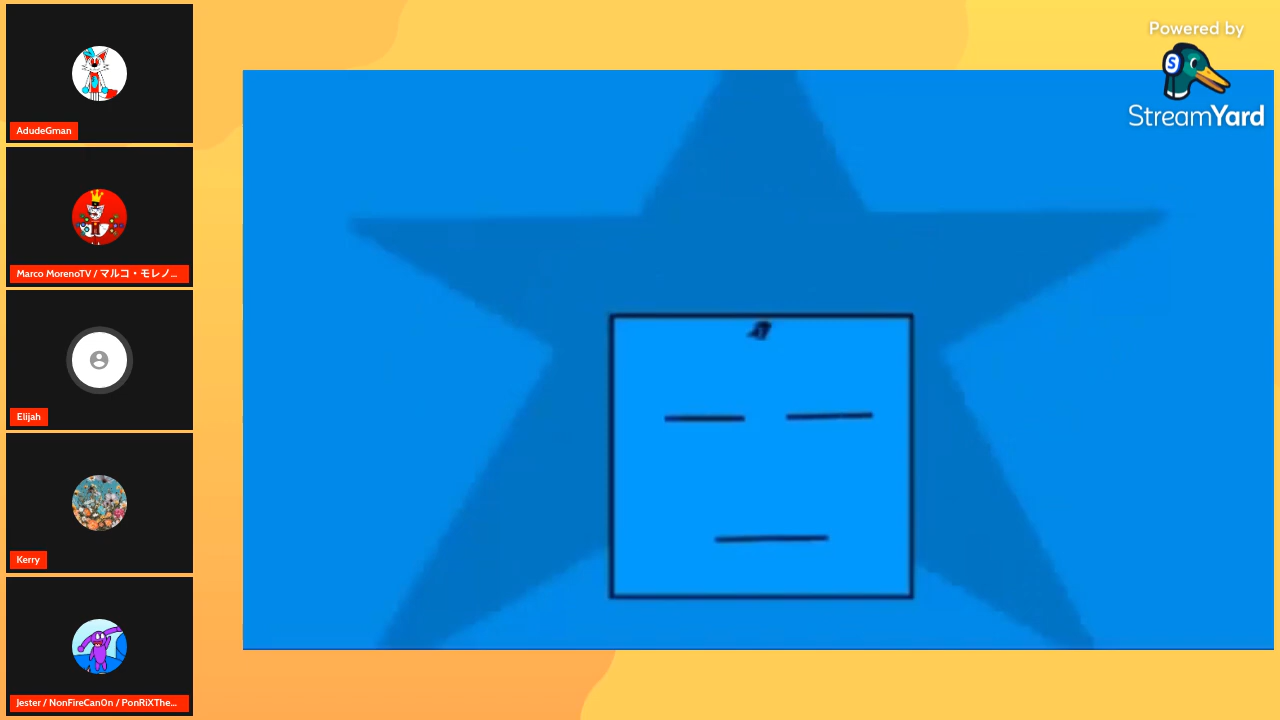 Powered by
StreamYard
AdudeGman
Marco MorenoTV / マルコ・モレノ...
Elijah
Kerry
Jester / NonFireCanOn / PonRiXThe...